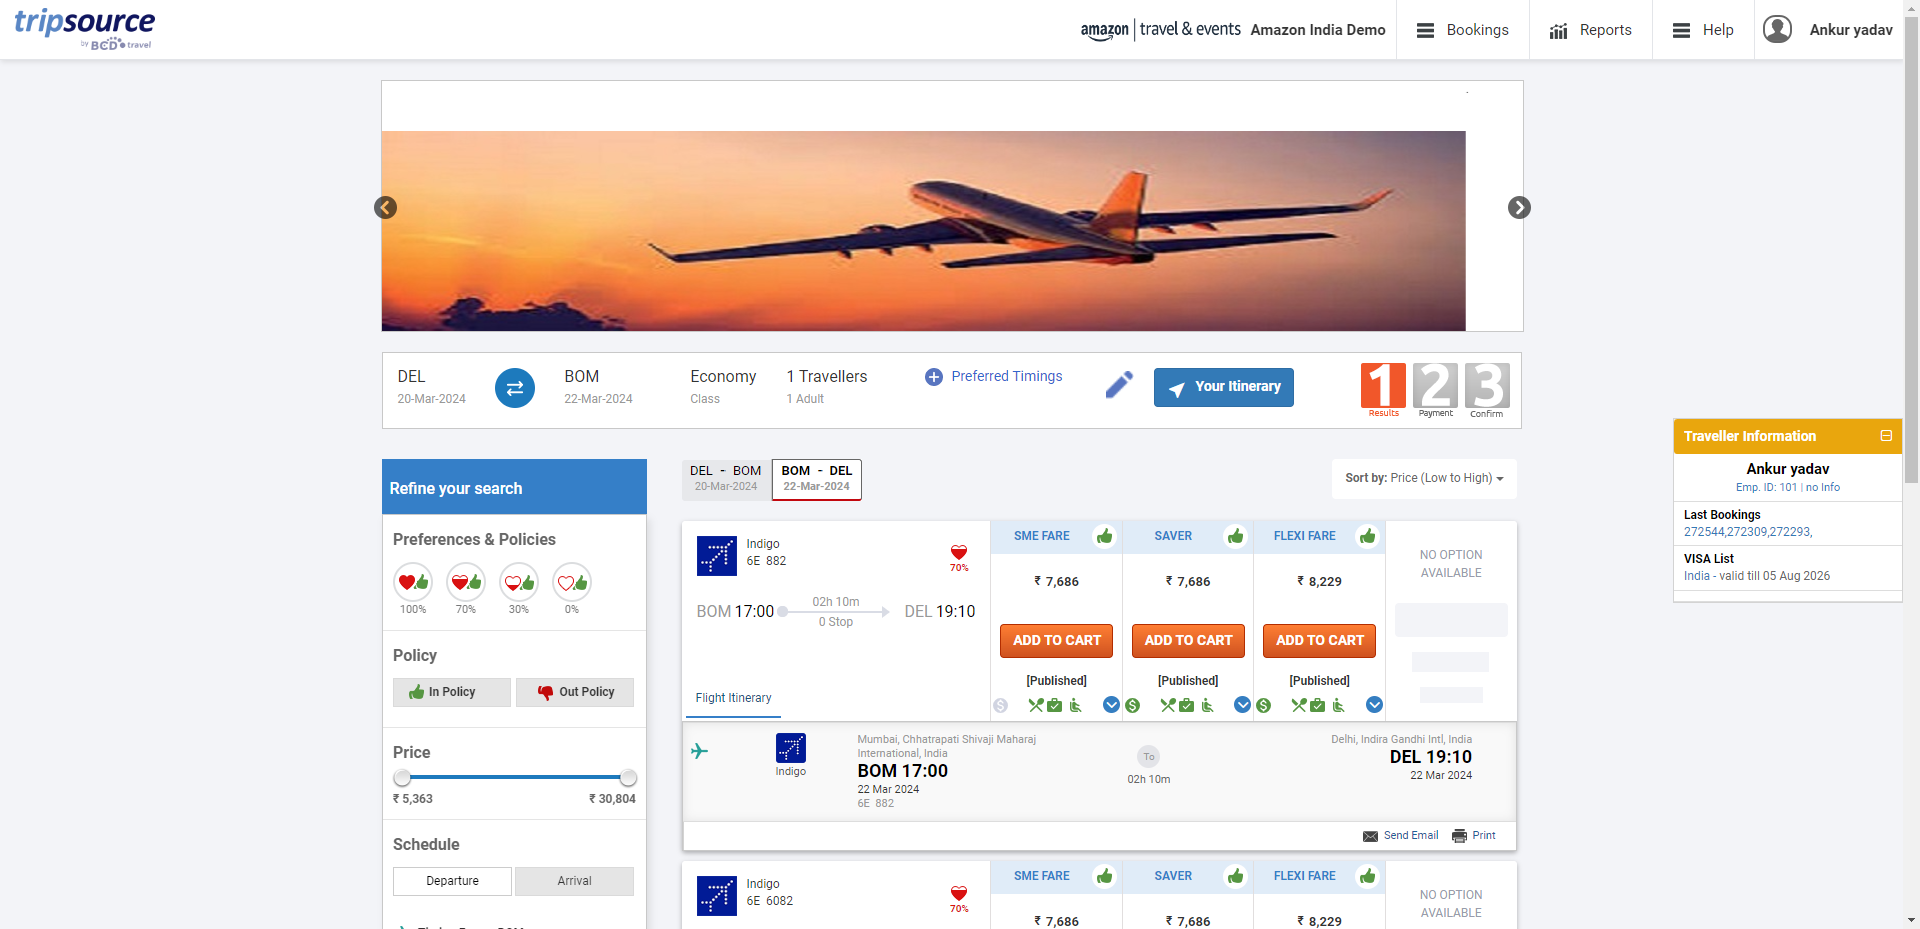 tripsource
by BCD travel
amazon | travel & events Amazon India Demo
Bookings
Reports
Help
Ankur yadav
DEL
20-Mar-2024
BOM
22-Mar-2024
Economy
Class
1 Travellers
1 Adult
Preferred Timings
Your Itinerary
1 Results
2 Payment
3 Confirm
Traveller Information
Ankur yadav
Emp. ID: 101 | no Info
Last Bookings
272544,272309,272293,
VISA List
India - valid till 05 Aug 2026
Refine your search
Preferences & Policies
100% 70% 30% 0%
Policy
In Policy Out Policy
Price
₹ 5,363 ₹ 30,804
Schedule
Departure Arrival
DEL - BOM
20-Mar-2024
BOM - DEL
22-Mar-2024
Sort by: Price (Low to High)
Indigo
6E 882
70%
BOM 17:00
02h 10m
0 Stop
DEL 19:10
Flight Itinerary
SME FARE
₹ 7,686
ADD TO CART
[Published]
SAVER
₹ 7,686
ADD TO CART
[Published]
FLEXI FARE
₹ 8,229
ADD TO CART
[Published]
NO OPTION
AVAILABLE
Indigo
Mumbai, Chhatrapati Shivaji Maharaj
International, India
BOM 17:00
22 Mar 2024
6E 882
To
02h 10m
Delhi, Indira Gandhi Intl, India
DEL 19:10
22 Mar 2024
Send Email
Print
Indigo
6E 6082
70%
SME FARE
₹ 7,686
SAVER
₹ 7,686
FLEXI FARE
₹ 8,229
NO OPTION
AVAILABLE